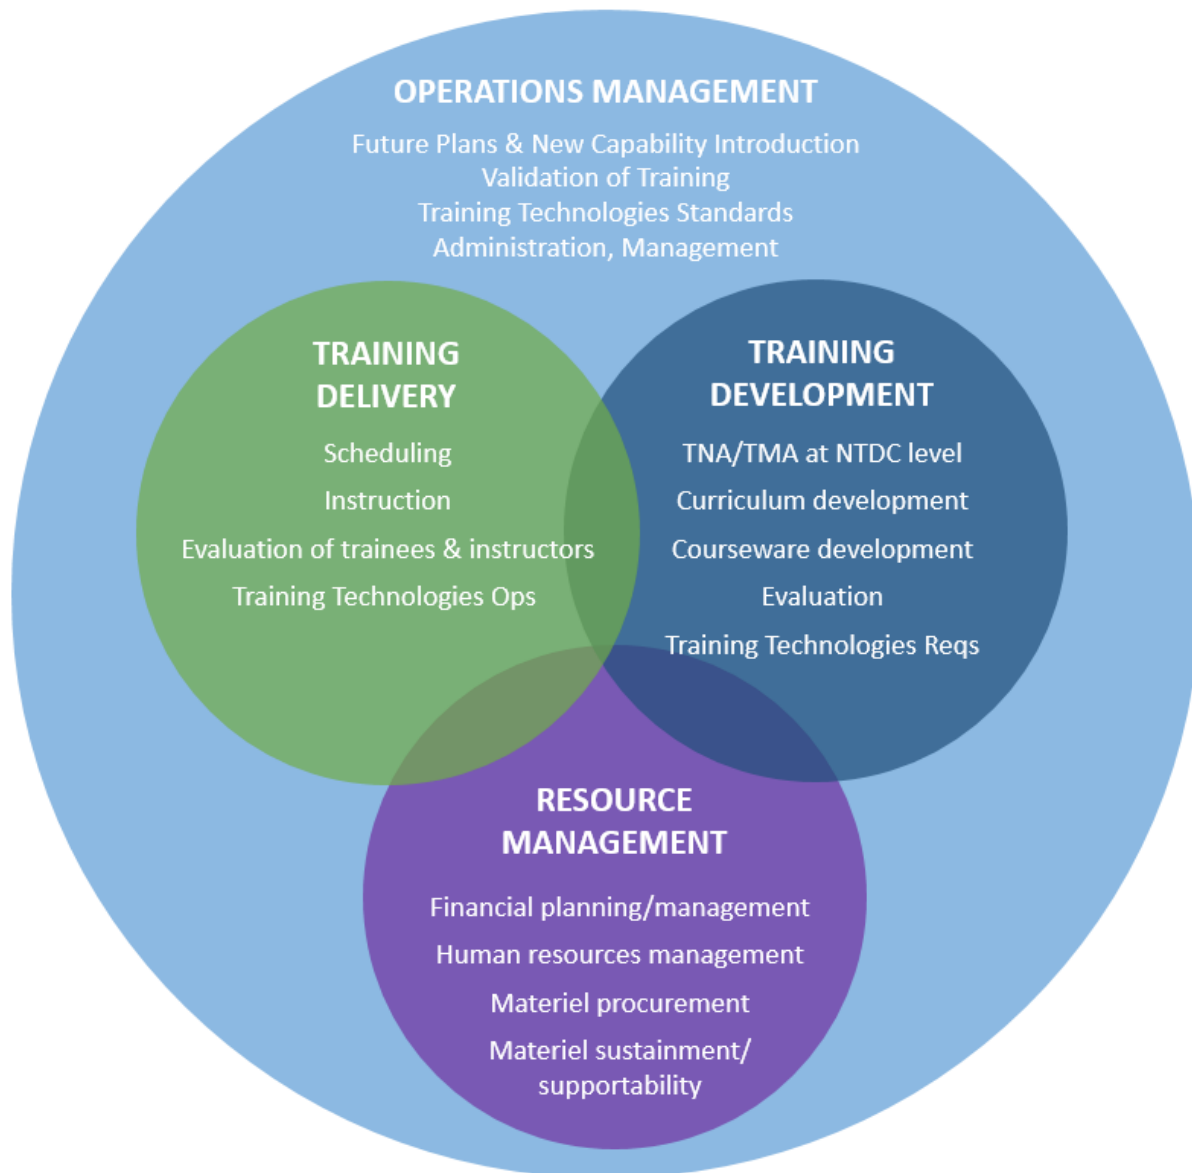 OPERATIONS MANAGEMENT
Future Plans & New Capability Introduction
Validation of Training
Training Technologies Standards
Administration, Management
TRAINING
DELIVERY
Scheduling
Instruction
Evaluation of trainees & instructors
Training Technologies Ops
TRAINING
DEVELOPMENT
TNA/TMA at NTDC level
Curriculum development
Courseware development
Evaluation
Training Technologies Reqs
RESOURCE
MANAGEMENT
Financial planning/management
Human resources management
Materiel procurement
Materiel sustainment/
supportability